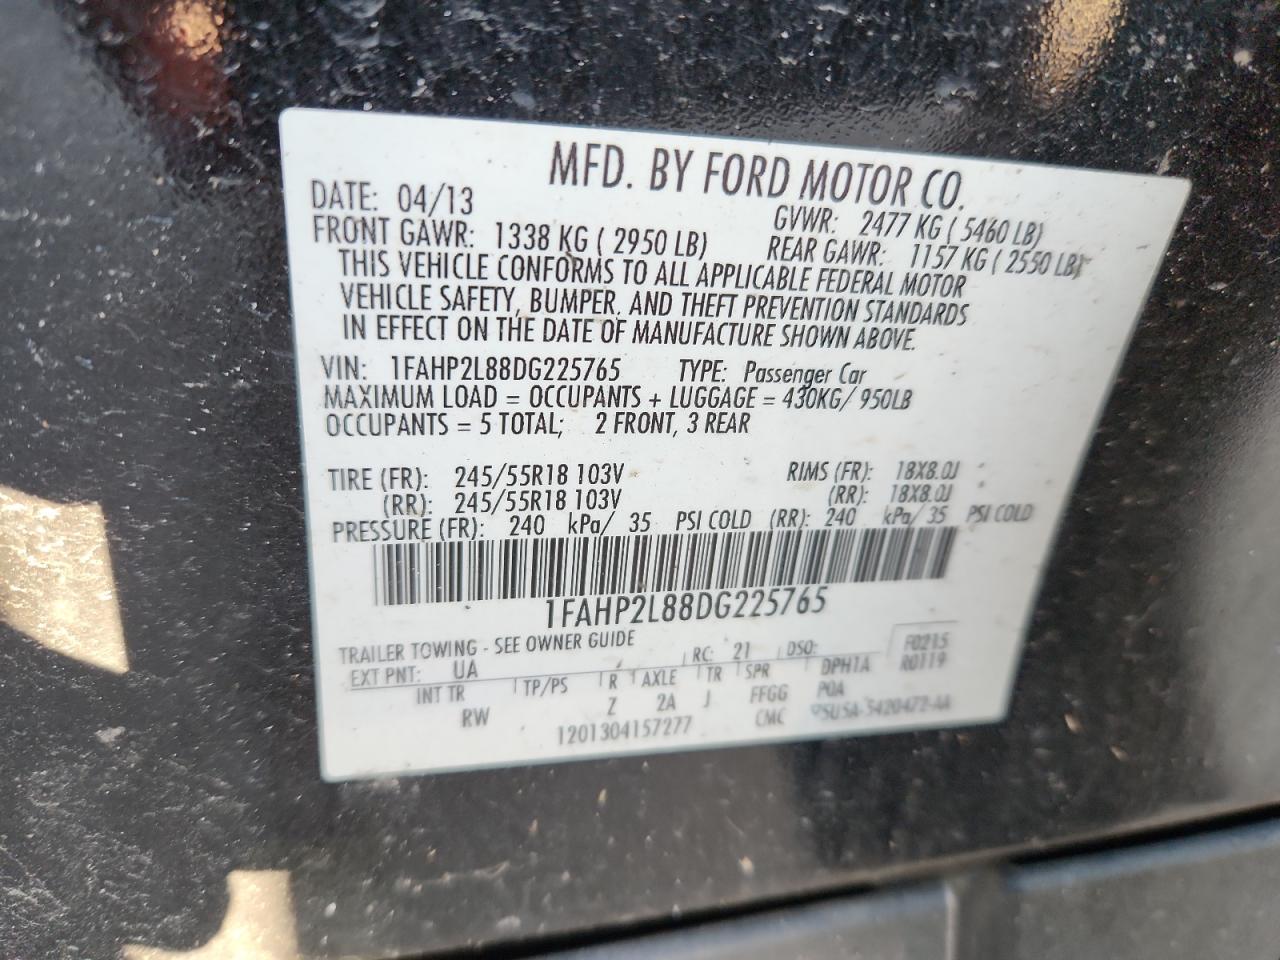 MFD. BY FORD MOTOR CO.
DATE: 04/13 GVWR: 2477 KG ( 5460 LB)
FRONT GAWR: 1338 KG ( 2950 LB) REAR GAWR: 1157 KG ( 2550 LB)
THIS VEHICLE CONFORMS TO ALL APPLICABLE FEDERAL MOTOR
VEHICLE SAFETY, BUMPER, AND THEFT PREVENTION STANDARDS
IN EFFECT ON THE DATE OF MANUFACTURE SHOWN ABOVE.
VIN: 1FAHP2L88DG225765 TYPE: Passenger Car
MAXIMUM LOAD = OCCUPANTS + LUGGAGE = 430KG/ 950LB
OCCUPANTS = 5 TOTAL; 2 FRONT, 3 REAR
TIRE (FR): 245/55R18 103V RIMS (FR): 18X8.0J
(RR): 245/55R18 103V (RR): 18X8.0J
PRESSURE (FR): 240 kPa/ 35 PSI COLD (RR): 240 kPa/ 35 PSI COLD
1FAHP2L88DG225765
TRAILER TOWING - SEE OWNER GUIDE
EXT PNT: UA RC: 21 DSO: F0215
INT TR TP/PS R AXLE TR SPR DPH1A R0119
RW Z 2A J FFGG POA
1201304157277 CMC